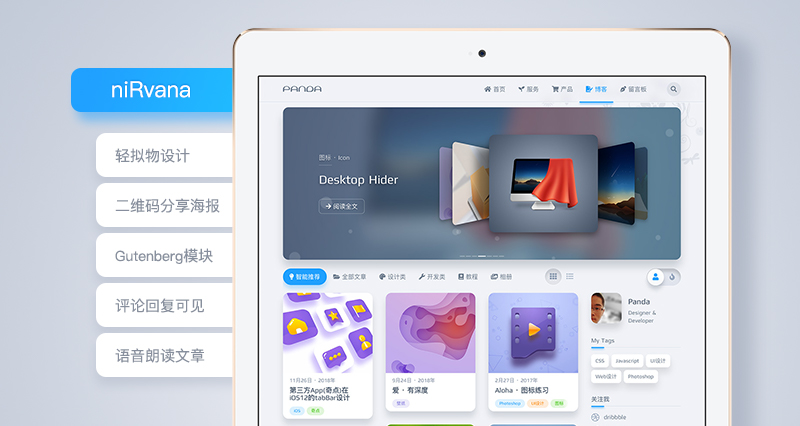 niRvana
轻拟物设计
二维码分享海报
Gutenberg模块
评论回复可见
语音朗读文章
PANDA
首页
服务
产品
博客
留言板
图标 · Icon
Desktop Hider
阅读全文
智能推荐
全部文章
设计类
开发类
教程
相册
11月26日 · 2018年
第三方App(奇点)在
iOS12的tabBar设计
iOS
奇点
9月24日 · 2018年
爱 · 有深度
2月27日 · 2017年
Aloha · 图标练习
Photoshop
UI设计
Panda
Designer &
Developer
My Tags
CSS
Javascript
UI设计
Web设计
Photoshop
关注我
dribbble